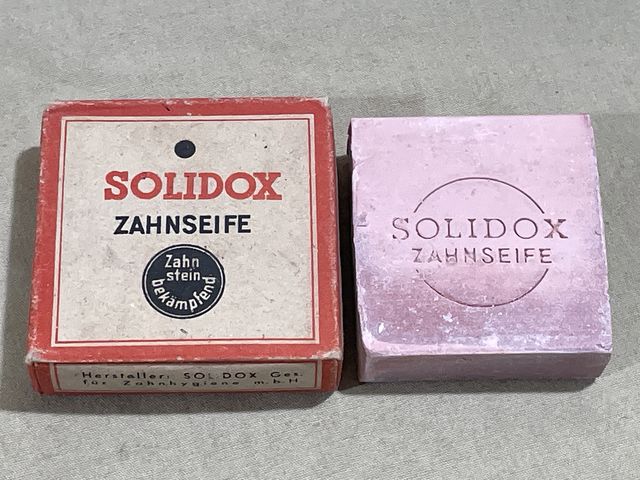 SOLIDOX
ZAHNSEIFE
Zahn
stein
bekämpfend
Hersteller: SOLIDOX Ges.
für Zahnhygiene m.b.H
SOLIDOX
ZAHNSEIFE